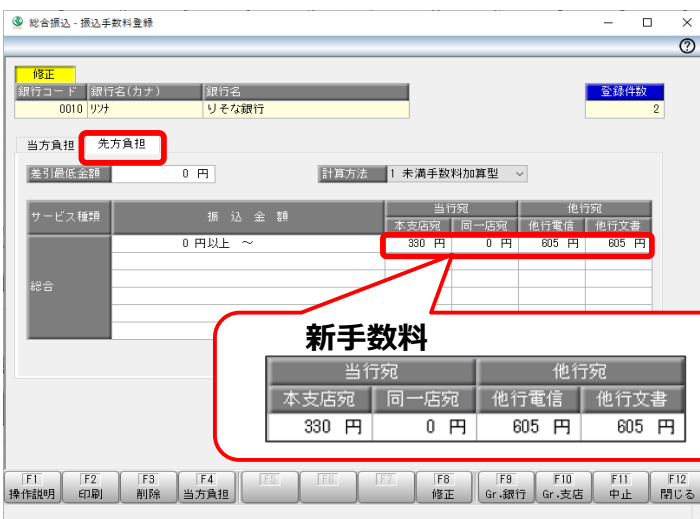 総合振込 - 振込手数料登録
修正
銀行コード 銀行名(カナ) 銀行名 登録件数
0010 リソナ りそな銀行 2
当方負担 先方負担
差引最低金額 0 円 計算方法 1 未満手数料加算型
サービス種類 振 込 金 額 当行宛 他行宛
本支店宛 同一店宛 他行電信 他行文書
総合 0 円以上 ～ 330 円 0 円 605 円 605 円
新手数料
当行宛 他行宛
本支店宛 同一店宛 他行電信 他行文書
330 円 0 円 605 円 605 円
F1 F2 F3 F4 F5 F6 F7 F8 F9 F10 F11 F12
操作説明 印刷 削除 当方負担 修正 Gr.銀行 Gr.支店 中止 閉じる